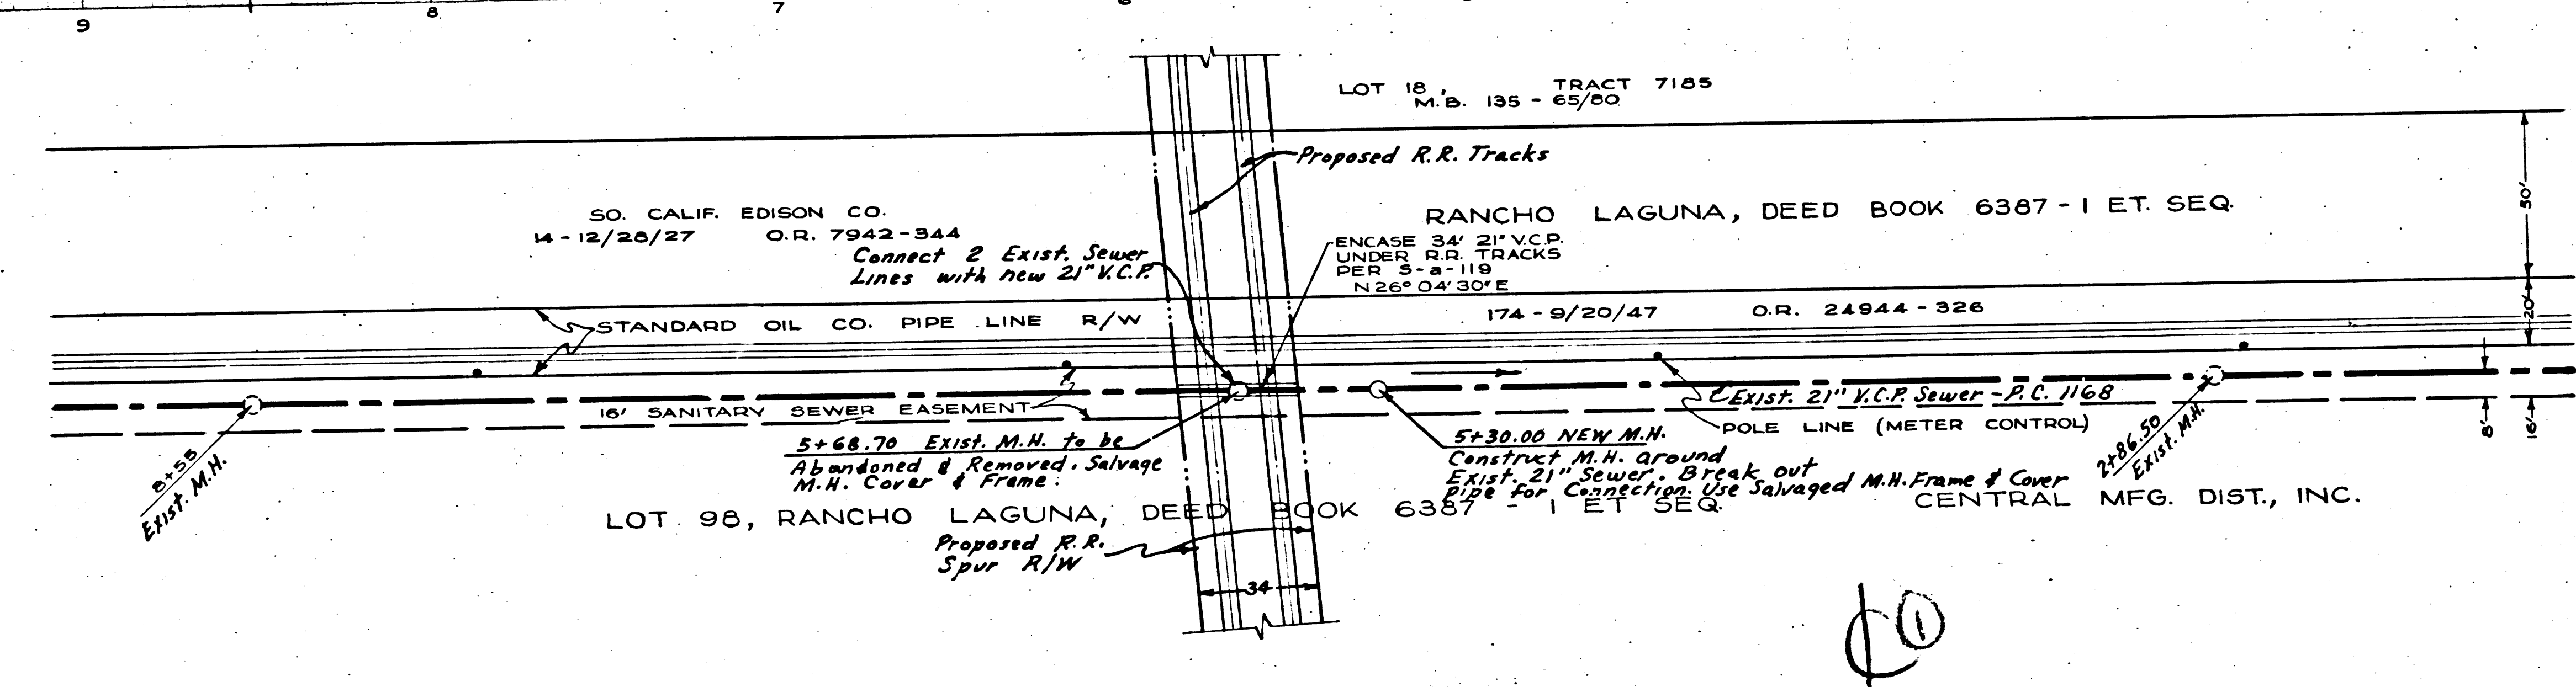 9
8
7
LOT 18, TRACT 7185
M.B. 135 - 65/80
Proposed R.R. Tracks
50'
SO. CALIF. EDISON CO.
14-12/28/27 O.R. 7942-344
RANCHO LAGUNA, DEED BOOK 6387-1 ET. SEQ.
Connect 2 Exist. Sewer
Lines with new 21" V.C.P.
ENCASE 34' 21" V.C.P.
UNDER R.R. TRACKS
PER S-a-119
N26° 04' 30" E
STANDARD OIL CO. PIPE LINE R/W
174-9/20/47 O.R. 24944-326
20'
16' SANITARY SEWER EASEMENT
Exist. 21" V.C.P. Sewer - P.C. 1168
POLE LINE (METER CONTROL)
8'
16'
8+55
Exist. M.H.
5+68.70 Exist. M.H. to be
Abandoned & Removed. Salvage
M.H. Cover & Frame.
5+30.00 NEW M.H.
Construct M.H. around
Exist. 21" Sewer. Break out
pipe for Connection. Use Salvaged M.H. Frame & Cover
2+86.50
Exist. M.H.
LOT 98, RANCHO LAGUNA, DEED BOOK 6387 - 1 ET SEQ.
CENTRAL MFG. DIST., INC.
Proposed R.R.
Spur R/W
34
1